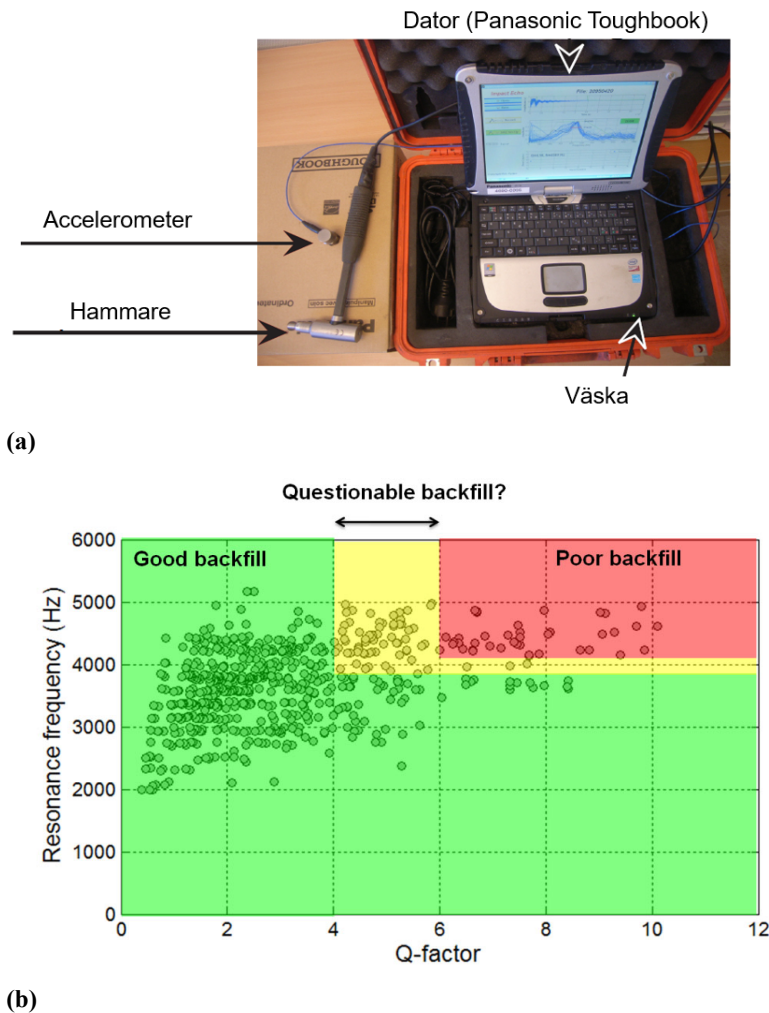 Dator (Panasonic Toughbook)
Accelerometer
Hammare
Väska
(a)
Questionable backfill?
6000
Good backfill
Poor backfill
5000
4000
3000
2000
1000
0
Resonance frequency (Hz)
0 2 4 6 8 10 12
Q-factor
(b)